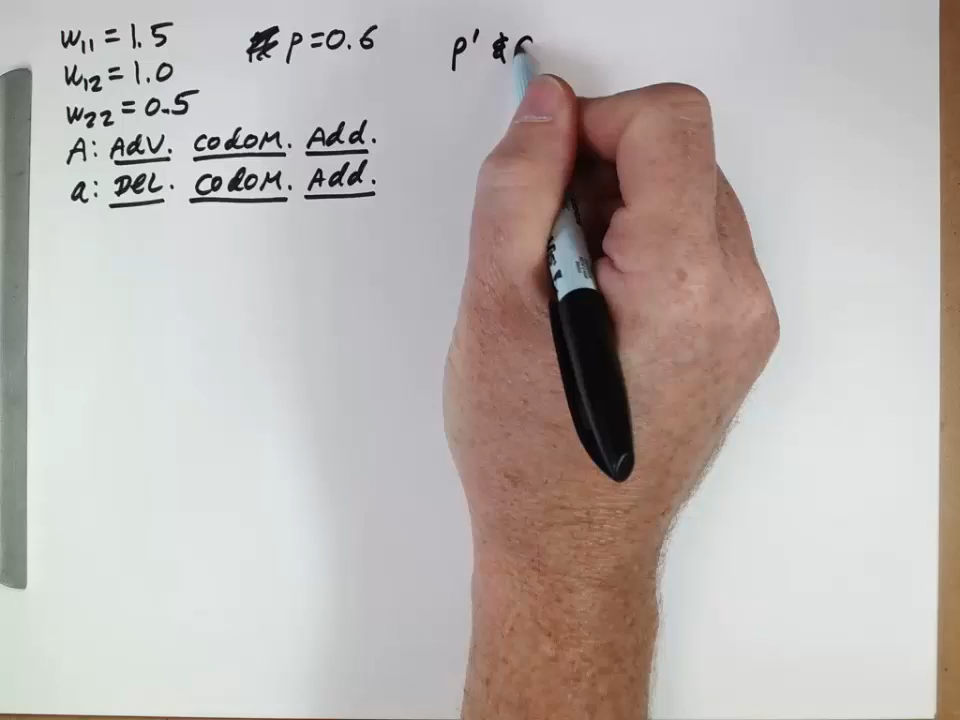 w11 = 1.5
p = 0.6
p' &
w12 = 1.0
w22 = 0.5
A: Adv. codom. Add.
a: Del. codom. Add.